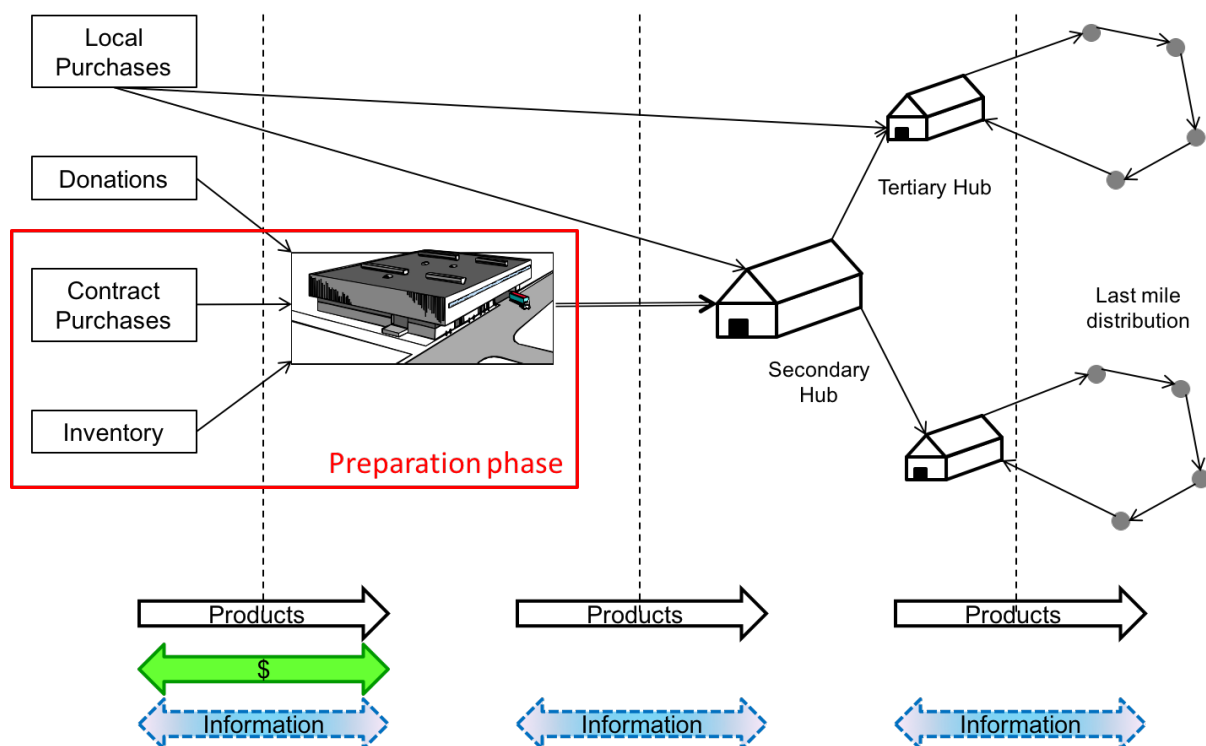 Local
Purchases
Donations
Contract
Purchases
Inventory
Preparation phase
Tertiary Hub
Secondary
Hub
Last mile
distribution
Products
Products
Products
$
Information
Information
Information